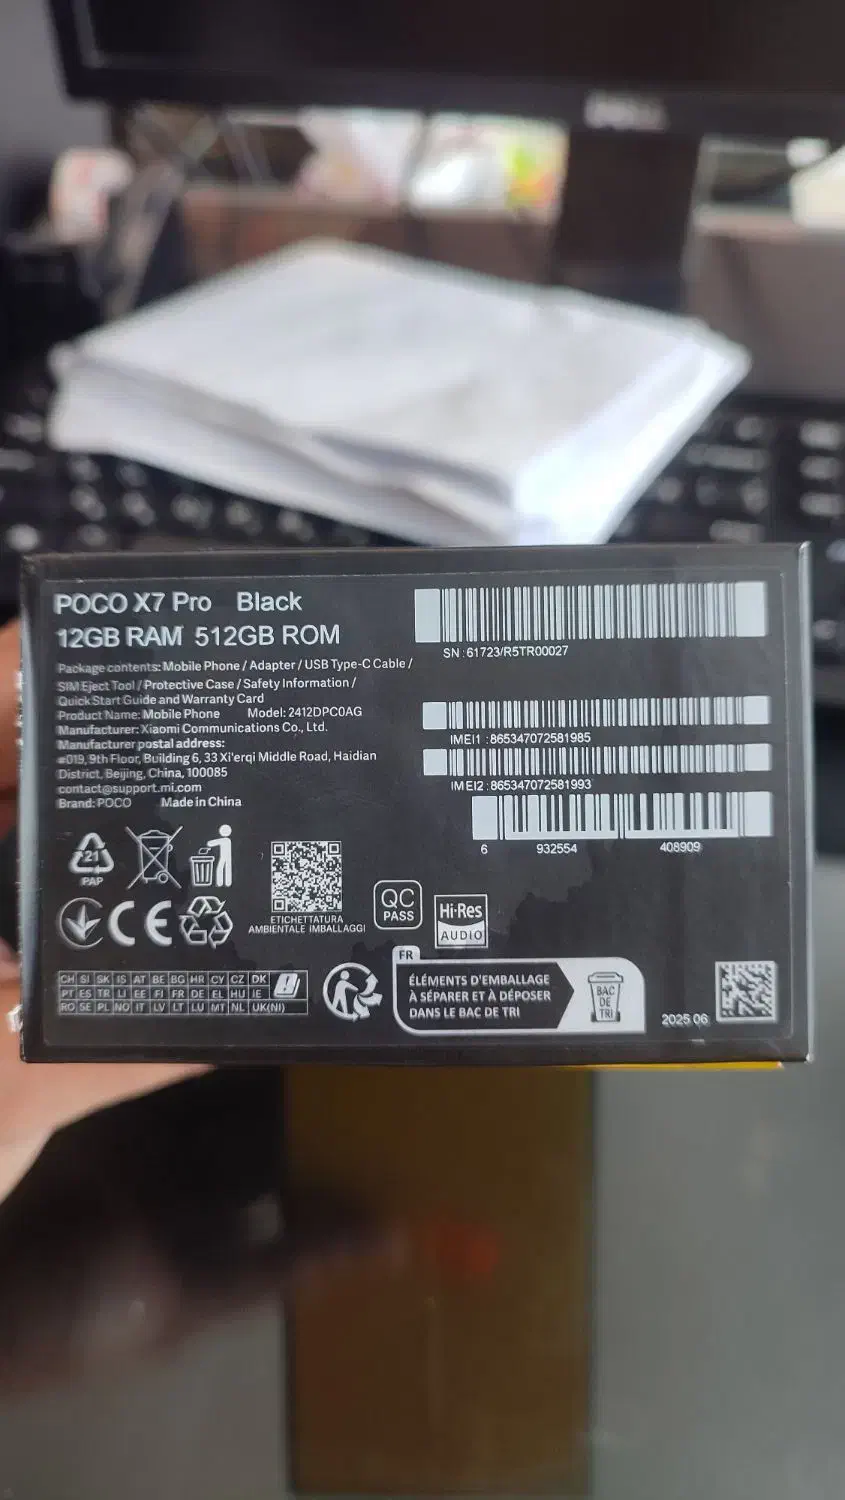 DELL
POCO X7 Pro Black
12GB RAM 512GB ROM
Package contents: Mobile Phone / Adapter / USB Type-C Cable /
SIM Eject Tool / Protective Case / Safety Information /
Quick Start Guide and Warranty Card
Product Name: Mobile Phone Model: 2412DPC0AG
Manufacturer: Xiaomi Communications Co., Ltd.
Manufacturer postal address:
#019, 9th Floor, Building 6, 33 Xi'erqi Middle Road, Haidian
District, Beijing, China, 100085
contact@support.mi.com
Brand: POCO Made in China
SN : 61723/R5TR00027
IMEI1 : 865347072581985
IMEI2 : 865347072581993
6 932554 408909
21
PAP
CE
ETICHETTATURA
AMBIENTALE IMBALLAGGI
QC
PASS
Hi-Res
AUDIO
CH SI SK IS AT BE BG HR CY CZ DK
PT ES TR LI EE FI FR DE EL HU IE
RO SE PL NO IT LV LT LU MT NL UK(NI)
FR
ÉLÉMENTS D'EMBALLAGE
À SÉPARER ET À DÉPOSER
DANS LE BAC DE TRI
BAC
DE
TRI
2025.06